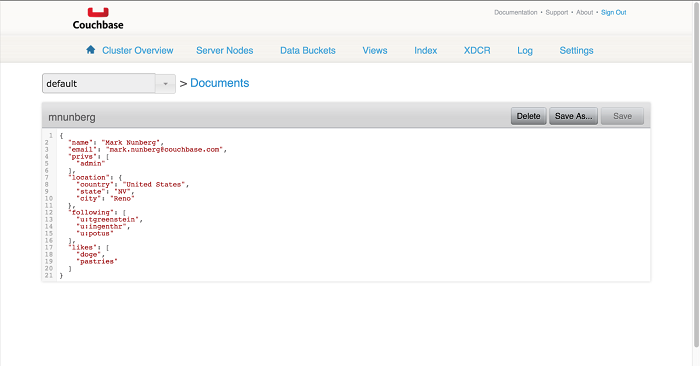 Couchbase
Documentation • Support • About • Sign Out
Cluster Overview Server Nodes Data Buckets Views Index XDCR Log Settings
default > Documents
mnunberg Delete Save As... Save
1 {
2 "name": "Mark Nunberg",
3 "email": "mark.nunberg@couchbase.com",
4 "privs": [
5 "admin"
6 ],
7 "location": {
8 "country": "United States",
9 "state": "NV",
10 "city": "Reno"
11 },
12 "following": [
13 "u:tgreenstein",
14 "u:ingenthr",
15 "u:potus"
16 ],
17 "likes": [
18 "doge",
19 "pastries"
20 ]
21 }